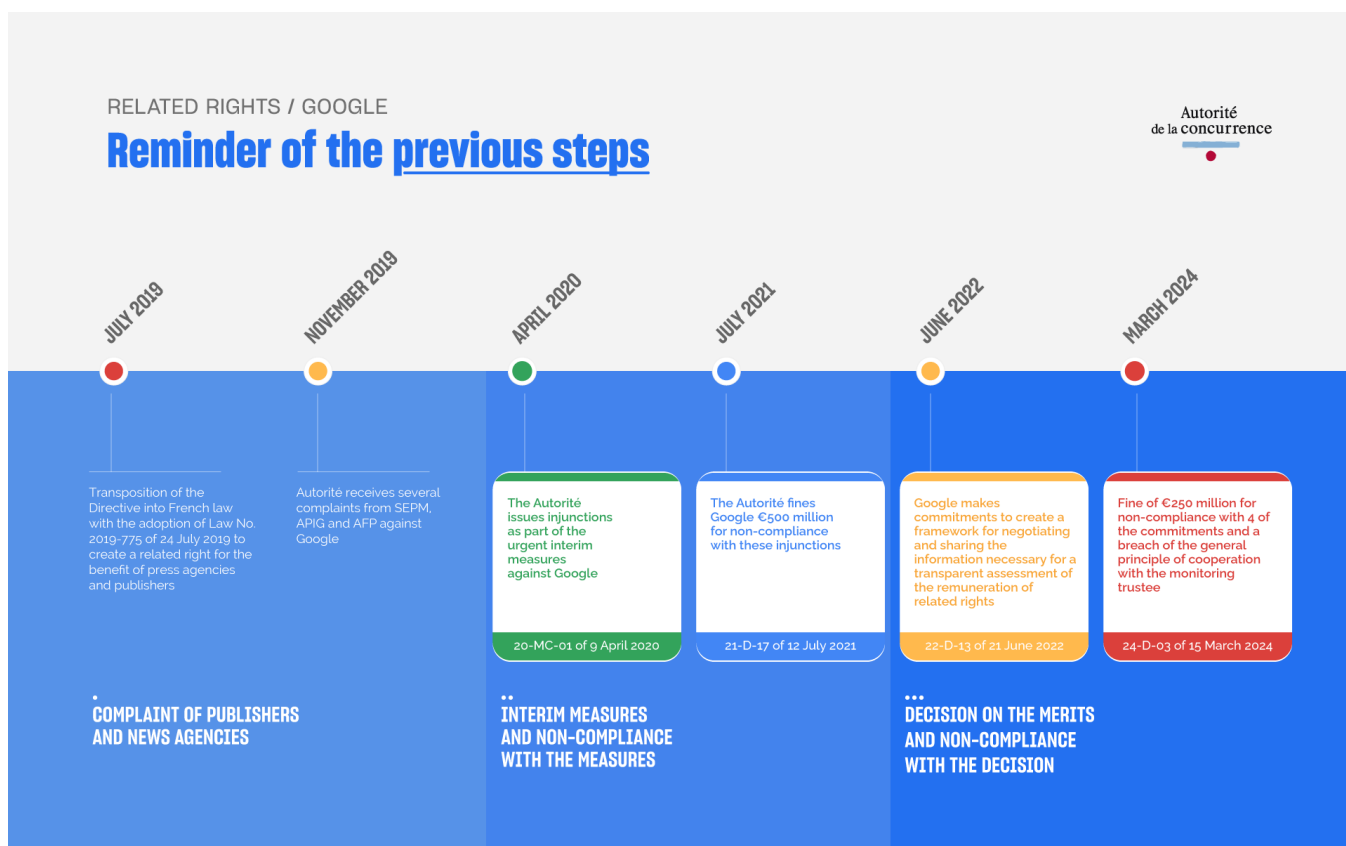 RELATED RIGHTS / GOOGLE
Reminder of the previous steps
Autorité
de la concurrence
JULY 2019
NOVEMBER 2019
APRIL 2020
JULY 2021
JUNE 2022
MARCH 2024
Transposition of the
Directive into French law
with the adoption of Law No.
2019-775 of 24 July 2019 to
create a related right for the
benefit of press agencies
and publishers
Autorité receives several
complaints from SEPM,
APIG and AFP against
Google
The Autorité
issues injunctions
as part of the
urgent interim
measures
against Google
20-MC-01 of 9 April 2020
The Autorité fines
Google €500 million
for non-compliance
with these injunctions
21-D-17 of 12 July 2021
Google makes
commitments to create a
framework for negotiating
and sharing the
information necessary for a
transparent assessment of
the remuneration of
related rights
22-D-13 of 21 June 2022
Fine of €250 million for
non-compliance with 4 of
the commitments and a
breach of the general
principle of cooperation
with the monitoring
trustee
24-D-03 of 15 March 2024
COMPLAINT OF PUBLISHERS
AND NEWS AGENCIES
INTERIM MEASURES
AND NON-COMPLIANCE
WITH THE MEASURES
DECISION ON THE MERITS
AND NON-COMPLIANCE
WITH THE DECISION